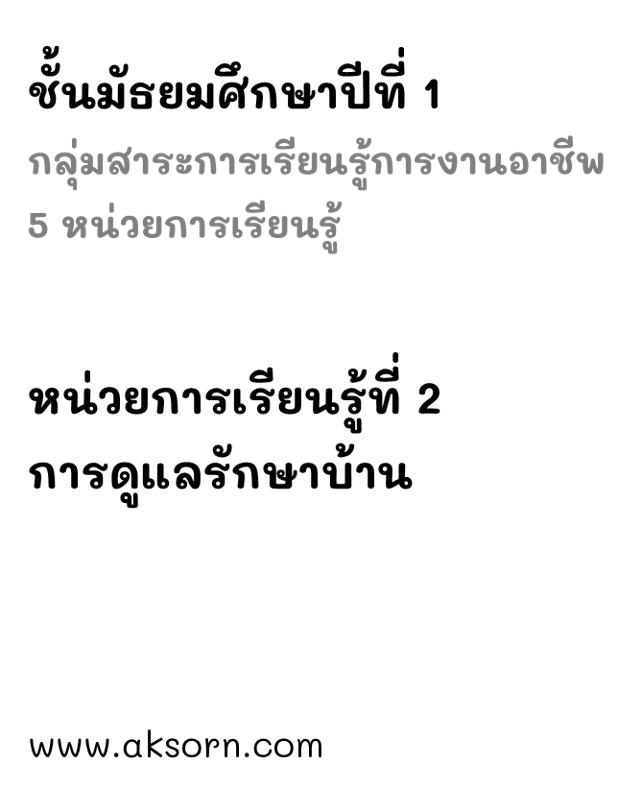 ชั้นมัธยมศึกษาปีที่ 1
กลุ่มสาระการเรียนรู้การงานอาชีพ
5 หน่วยการเรียนรู้
หน่วยการเรียนรู้ที่ 2
การดูแลรักษาบ้าน
www.aksorn.com